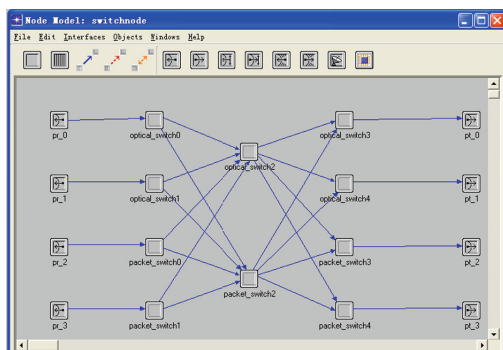 Node Model: switchnode
File Edit Interfaces Objects Windows Help
pr_0 optical_switch0 optical_switch3 pt_0
optical_switch2
pr_1 optical_switch1 optical_switch4 pt_1
pr_2 packet_switch0 packet_switch3 pt_2
packet_switch2
pr_3 packet_switch1 packet_switch4 pt_3